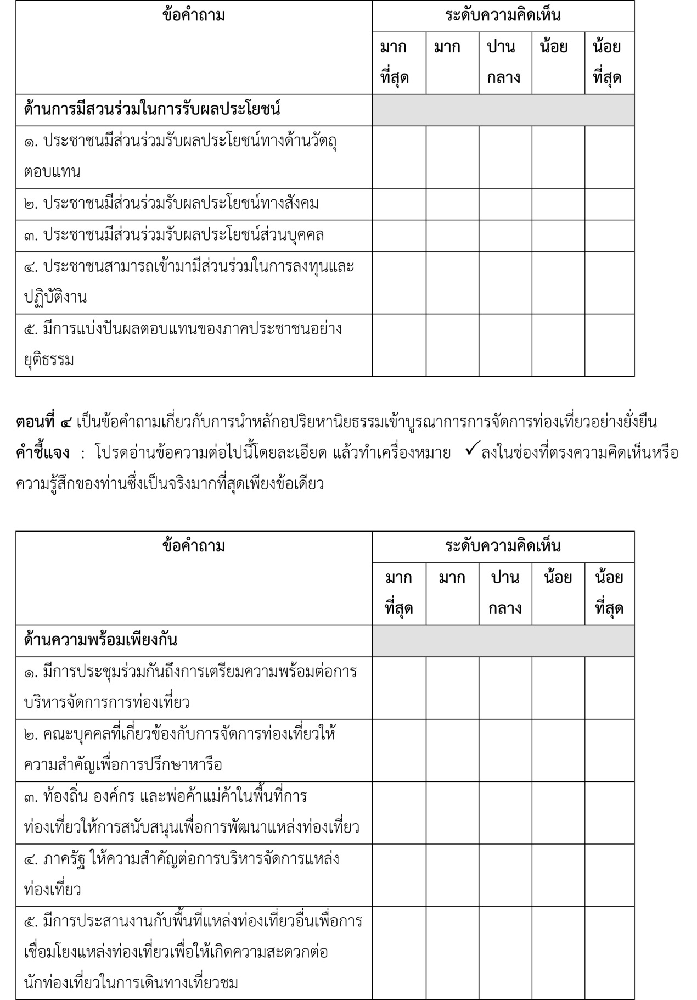 ข้อคำถาม
ระดับความคิดเห็น
มาก
ที่สุด
มาก
ปาน
กลาง
น้อย
น้อย
ที่สุด
ด้านการมีสวนร่วมในการรับผลประโยชน์
๑. ประชาชนมีส่วนร่วมรับผลประโยชน์ทางด้านวัตถุ
ตอบแทน
๒. ประชาชนมีส่วนร่วมรับผลประโยชน์ทางสังคม
๓. ประชาชนมีส่วนร่วมรับผลประโยชน์ส่วนบุคคล
๔. ประชาชนสามารถเข้ามามีส่วนร่วมในการลงทุนและ
ปฏิบัติงาน
๕. มีการแบ่งปันผลตอบแทนของภาคประชาชนอย่าง
ยุติธรรม
ตอนที่ ๔ เป็นข้อคำถามเกี่ยวกับการนำหลักอปริยหานิยธรรมเข้าบูรณาการการจัดการท่องเที่ยวอย่างยั่งยืน
คำชี้แจง : โปรดอ่านข้อความต่อไปนี้โดยละเอียด แล้วทำเครื่องหมาย ✓ ลงในช่องที่ตรงความคิดเห็นหรือ
ความรู้สึกของท่านซึ่งเป็นจริงมากที่สุดเพียงข้อเดียว
ข้อคำถาม
ระดับความคิดเห็น
มาก
ที่สุด
มาก
ปาน
กลาง
น้อย
น้อย
ที่สุด
ด้านความพร้อมเพียงกัน
๑. มีการประชุมร่วมกันถึงการเตรียมความพร้อมต่อการ
บริหารจัดการการท่องเที่ยว
๒. คณะบุคคลที่เกี่ยวข้องกับการจัดการท่องเที่ยวให้
ความสำคัญเพื่อการปรึกษาหารือ
๓. ท้องถิ่น องค์กร และพ่อค้าแม่ค้าในพื้นที่การ
ท่องเที่ยวให้การสนับสนุนเพื่อการพัฒนาแหล่งท่องเที่ยว
๔. ภาครัฐ ให้ความสำคัญต่อการบริหารจัดการแหล่ง
ท่องเที่ยว
๕. มีการประสานงานกับพื้นที่แหล่งท่องเที่ยวอื่นเพื่อการ
เชื่อมโยงแหล่งท่องเที่ยวเพื่อให้เกิดความสะดวกต่อ
นักท่องเที่ยวในการเดินทางเที่ยวชม